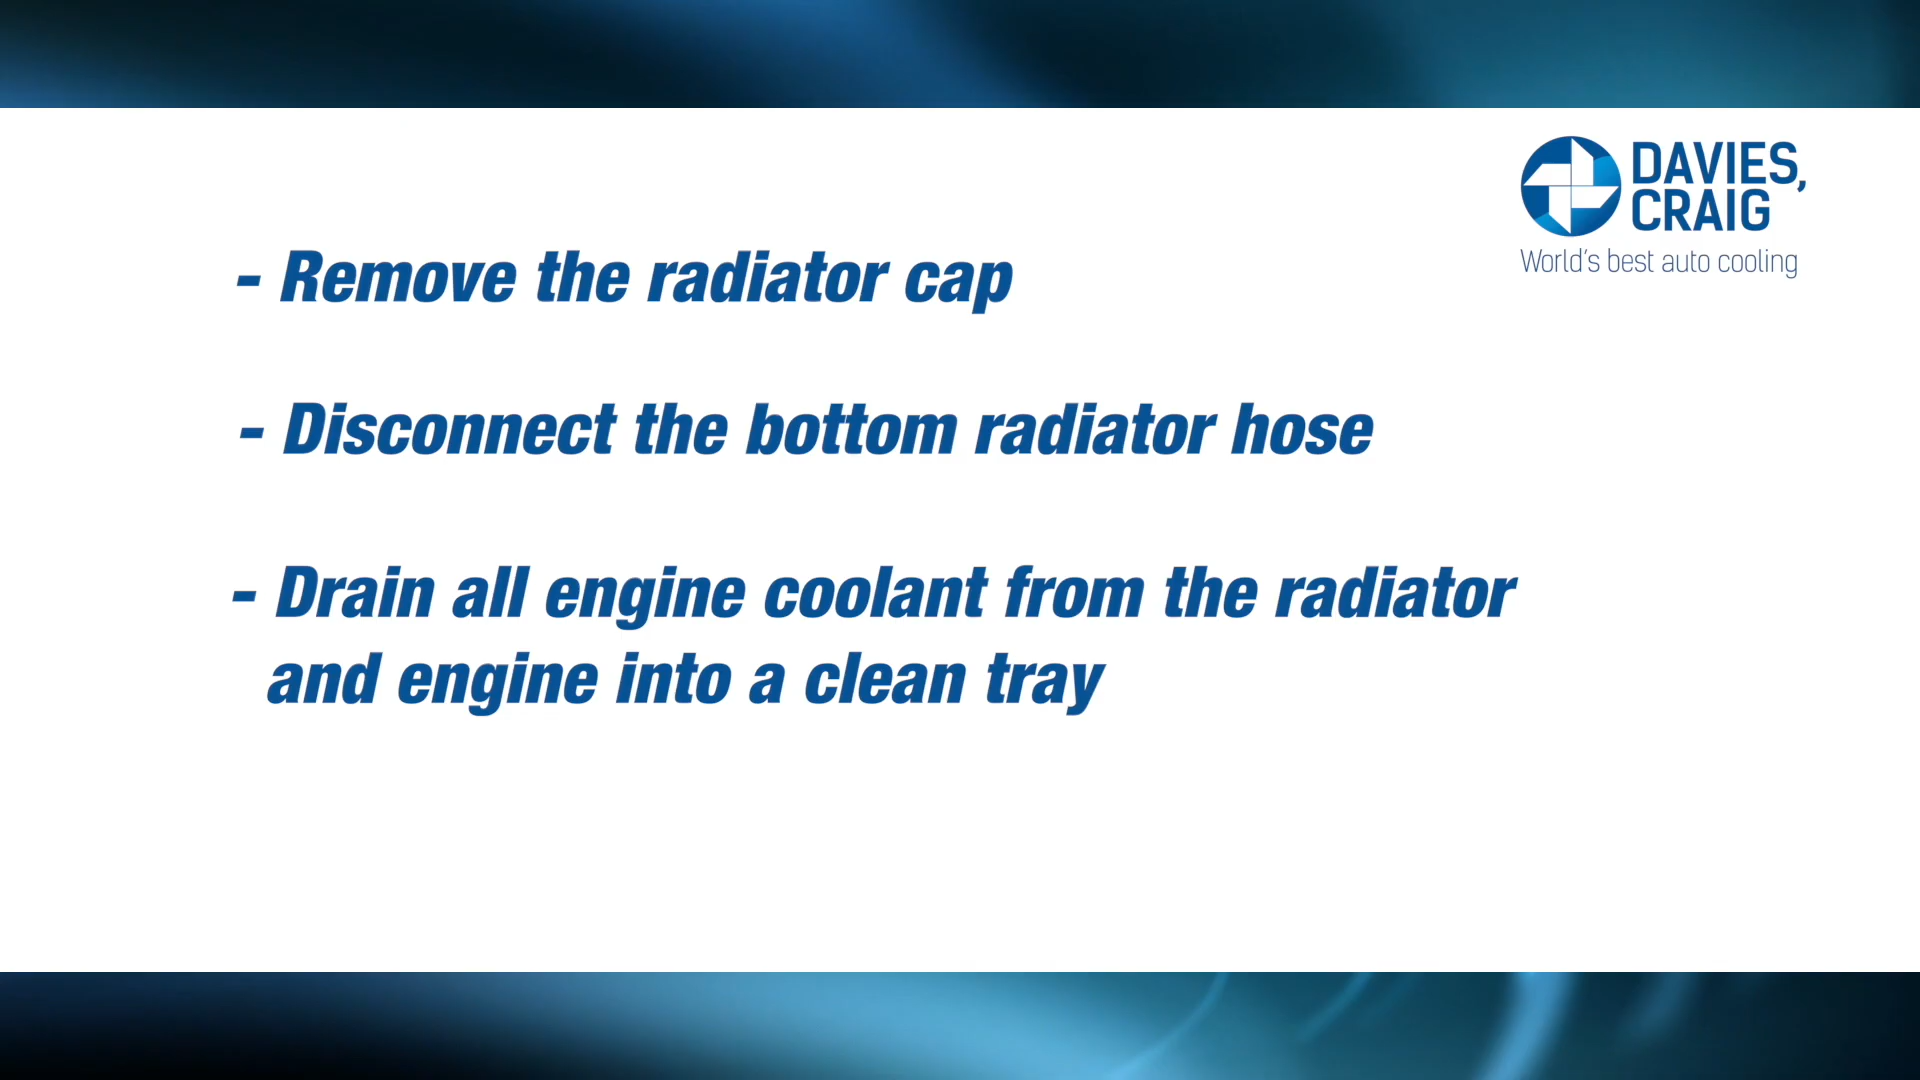 DAVIES,
CRAIG
World's best auto cooling
- Remove the radiator cap
- Disconnect the bottom radiator hose
- Drain all engine coolant from the radiator
and engine into a clean tray